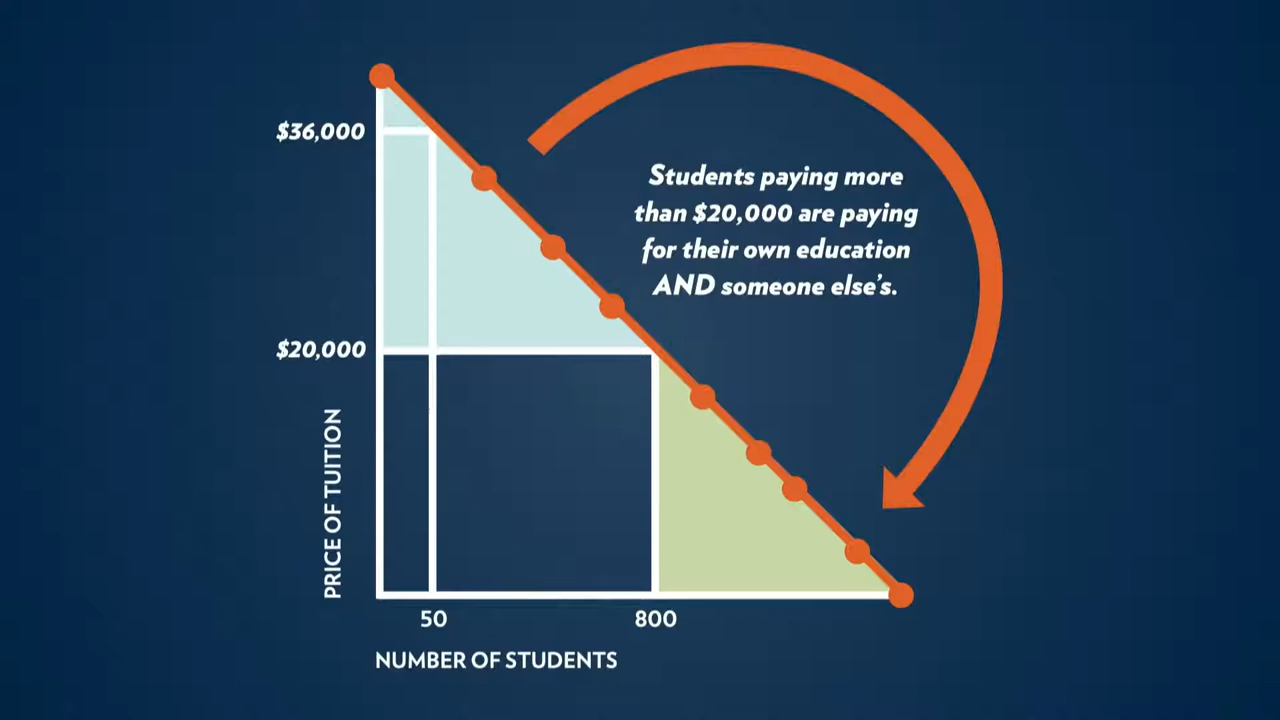 $36,000
Students paying more
than $20,000 are paying
for their own education
AND someone else's.
$20,000
PRICE OF TUITION
50
800
NUMBER OF STUDENTS